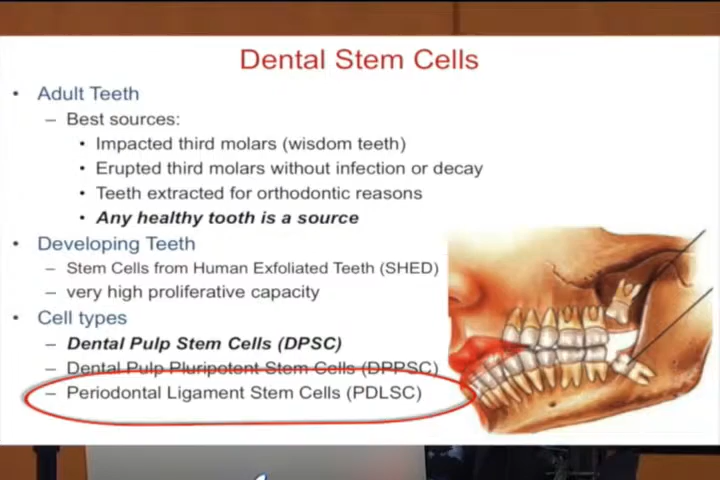 Dental Stem Cells
• Adult Teeth
– Best sources:
• Impacted third molars (wisdom teeth)
• Erupted third molars without infection or decay
• Teeth extracted for orthodontic reasons
• Any healthy tooth is a source
• Developing Teeth
– Stem Cells from Human Exfoliated Teeth (SHED)
– very high proliferative capacity
• Cell types
– Dental Pulp Stem Cells (DPSC)
– Dental Pulp Pluripotent Stem Cells (DPPSC)
– Periodontal Ligament Stem Cells (PDLSC)